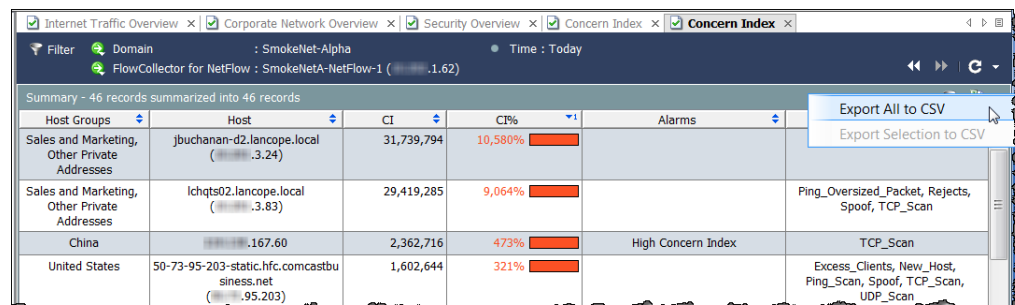 Internet Traffic Overview
Corporate Network Overview
Security Overview
Concern Index
Concern Index
Filter
Domain : SmokeNet-Alpha
Time : Today
FlowCollector for NetFlow : SmokeNetA-NetFlow-1 ( .1.62)
Summary - 46 records summarized into 46 records
Export All to CSV
Export Selection to CSV
Host Groups
Host
CI
CI%
1
Alarms
Sales and Marketing,
Other Private
Addresses
jbuchanan-d2.lancope.local
( .3.24)
31,739,794
10,580%
Sales and Marketing,
Other Private
Addresses
lchqts02.lancope.local
( .3.83)
29,419,285
9,064%
Ping_Oversized_Packet, Rejects,
Spoof, TCP_Scan
China
.167.60
2,362,716
473%
High Concern Index
TCP_Scan
United States
50-73-95-203-static.hfc.comcastbu
siness.net
( .95.203)
1,602,644
321%
Excess_Clients, New_Host,
Ping_Scan, Spoof, TCP_Scan,
UDP_Scan